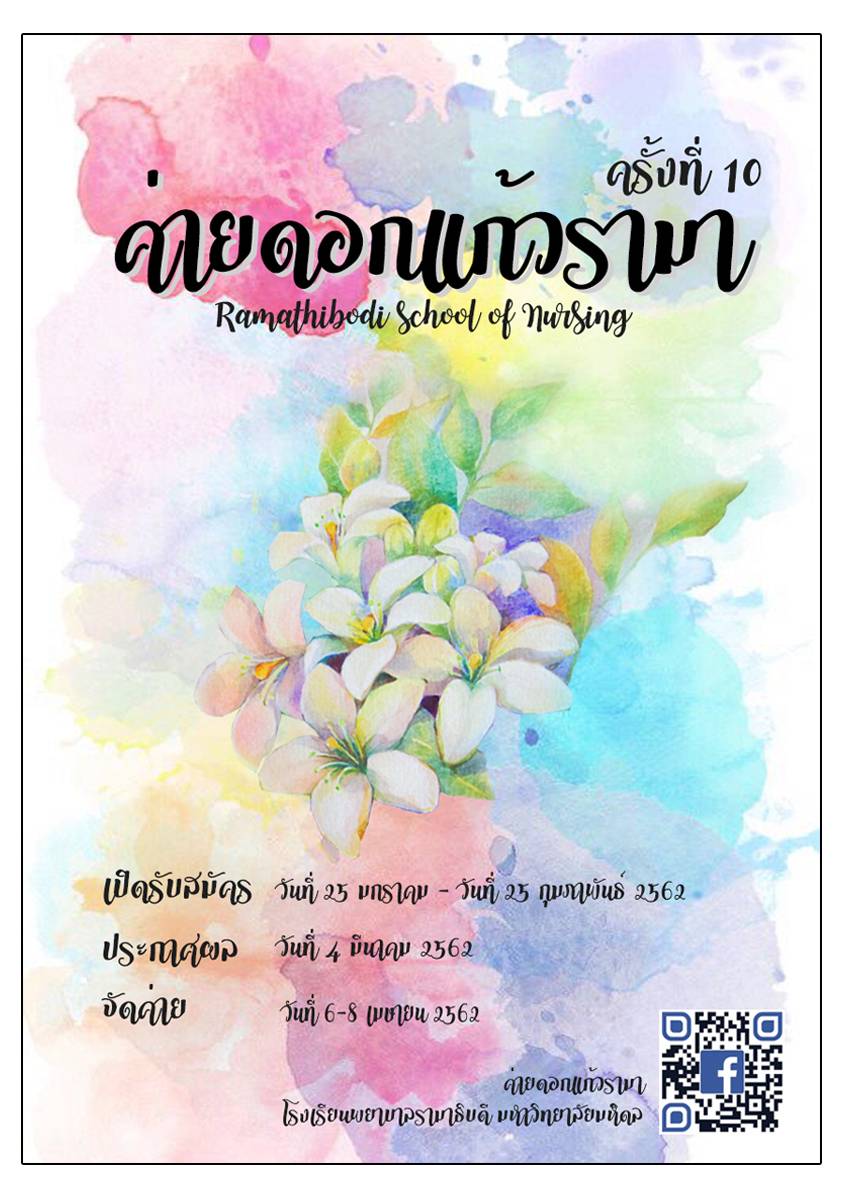 ครั้งที่ 10
ค่ายดอกแก้วรามา
Ramathibodi School of Nursing
เปิดรับสมัคร วันที่ 25 มกราคม - วันที่ 25 กุมภาพันธ์ 2562
ประกาศผล วันที่ 4 มีนาคม 2562
จัดค่าย วันที่ 6-8 เมษายน 2562
ค่ายดอกแก้วรามา
โรงเรียนพยาบาลรามาธิบดี มหาวิทยาลัยมหิดล